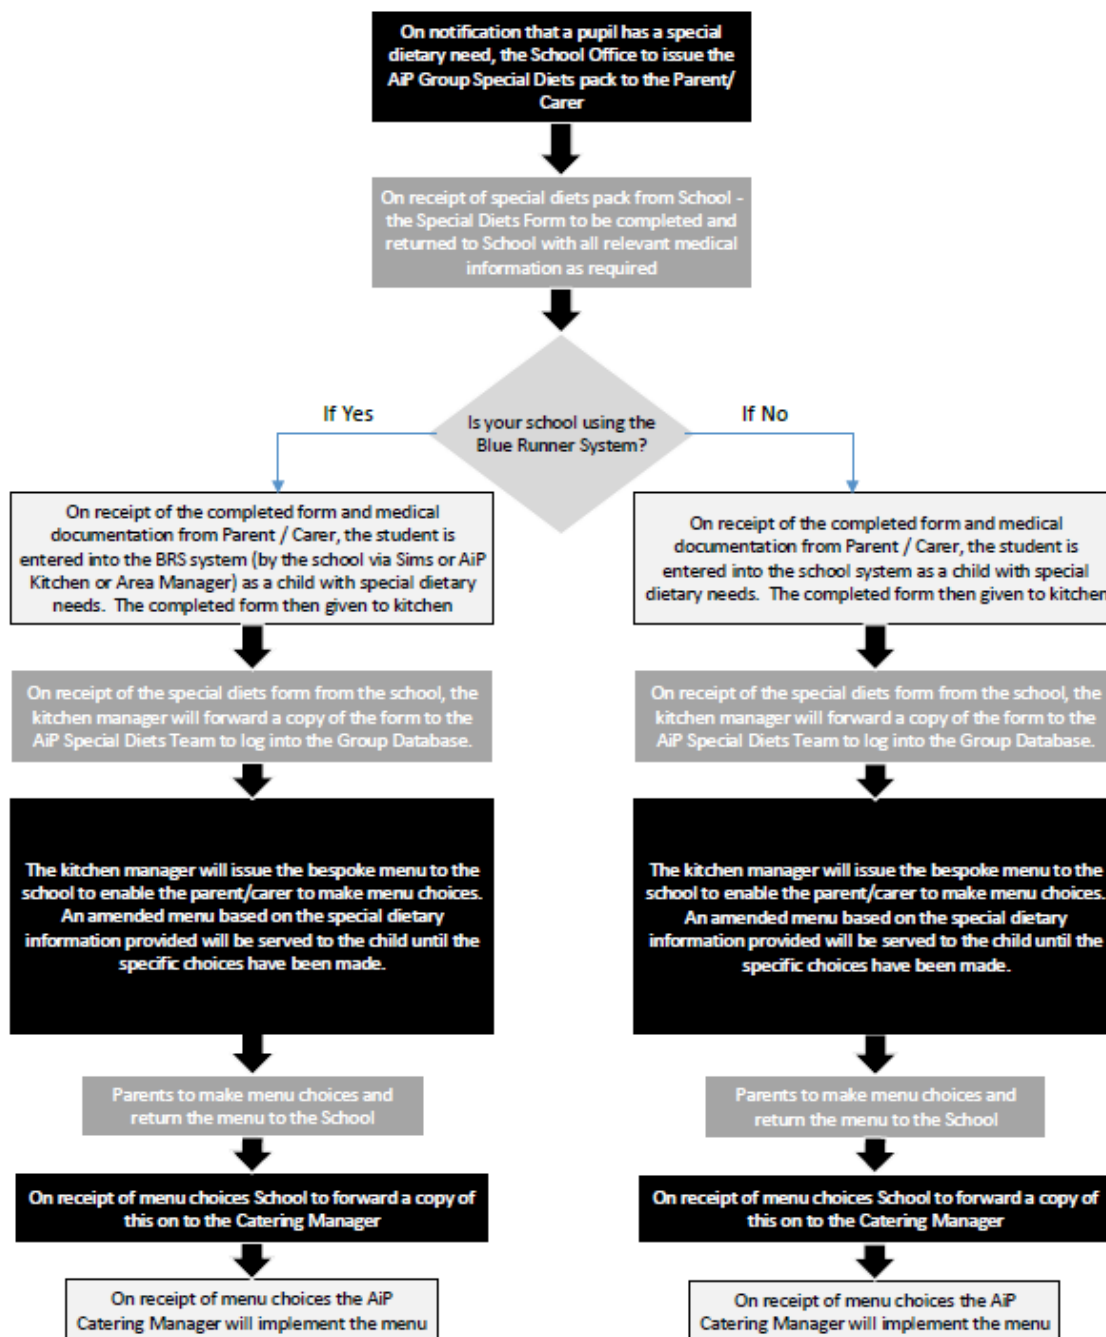 On notification that a pupil has a special
dietary need, the School Office to issue the
AiP Group Special Diets pack to the Parent/
Carer
On receipt of special diets pack from School -
the Special Diets Form to be completed and
returned to School with all relevant medical
information as required
Is your school using the
Blue Runner System?
If Yes
If No
On receipt of the completed form and medical
documentation from Parent / Carer, the student is
entered into the BRS system (by the school via Sims or AiP
Kitchen or Area Manager) as a child with special dietary
needs. The completed form then given to kitchen
On receipt of the special diets form from the school, the
kitchen manager will forward a copy of the form to the
AiP Special Diets Team to log into the Group Database.
The kitchen manager will issue the bespoke menu to the
school to enable the parent/carer to make menu choices.
An amended menu based on the special dietary
information provided will be served to the child until the
specific choices have been made.
Parents to make menu choices and
return the menu to the School
On receipt of menu choices School to forward a copy of
this on to the Catering Manager
On receipt of menu choices the AiP
Catering Manager will implement the menu
On receipt of the completed form and medical
documentation from Parent / Carer, the student is
entered into the school system as a child with special
dietary needs. The completed form then given to kitchen
On receipt of the special diets form from the school, the
kitchen manager will forward a copy of the form to the
AiP Special Diets Team to log into the Group Database.
The kitchen manager will issue the bespoke menu to the
school to enable the parent/carer to make menu choices.
An amended menu based on the special dietary
information provided will be served to the child until the
specific choices have been made.
Parents to make menu choices and
return the menu to the School
On receipt of menu choices School to forward a copy of
this on to the Catering Manager
On receipt of menu choices the AiP
Catering Manager will implement the menu